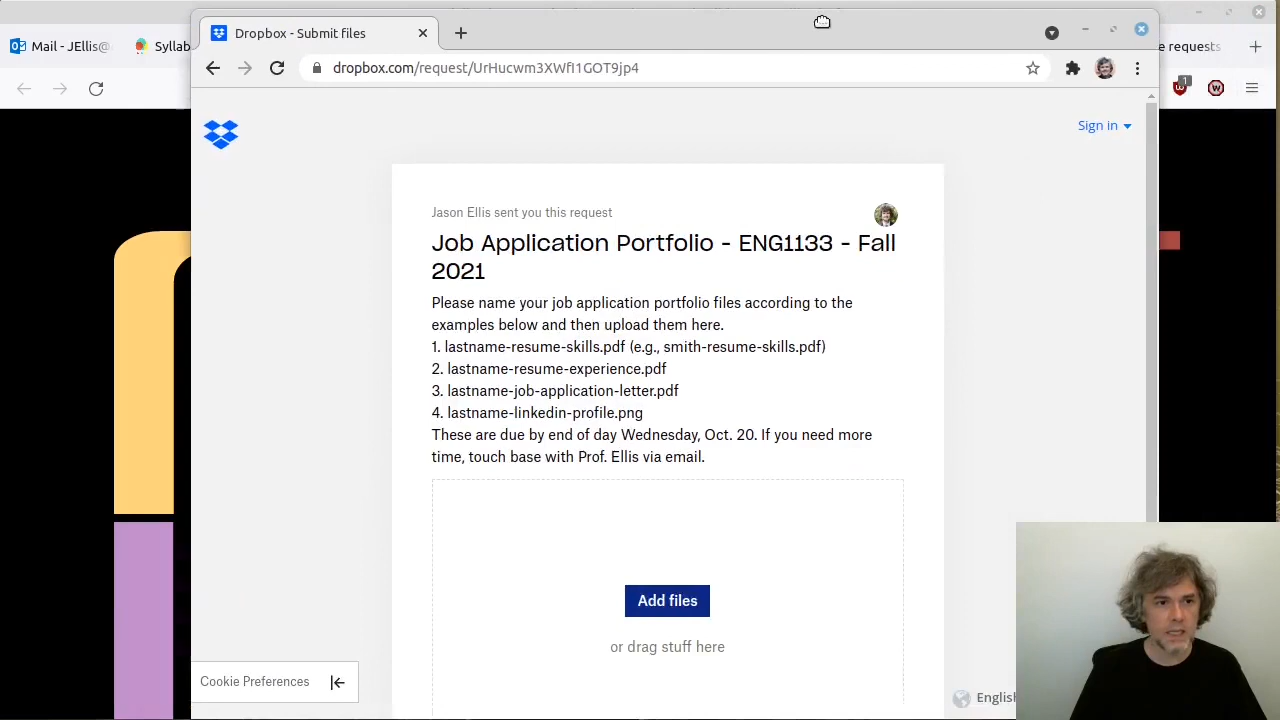 Dropbox - Submit files
Mail - JEllis@
Syllab
e requests
dropbox.com/request/UrHucwm3XWfI1GOT9jp4
1
Sign in
Jason Ellis sent you this request
Job Application Portfolio - ENG1133 - Fall
2021
Please name your job application portfolio files according to the
examples below and then upload them here.
1. lastname-resume-skills.pdf (e.g., smith-resume-skills.pdf)
2. lastname-resume-experience.pdf
3. lastname-job-application-letter.pdf
4. lastname-linkedin-profile.png
These are due by end of day Wednesday, Oct. 20. If you need more
time, touch base with Prof. Ellis via email.
Add files
or drag stuff here
Cookie Preferences
English